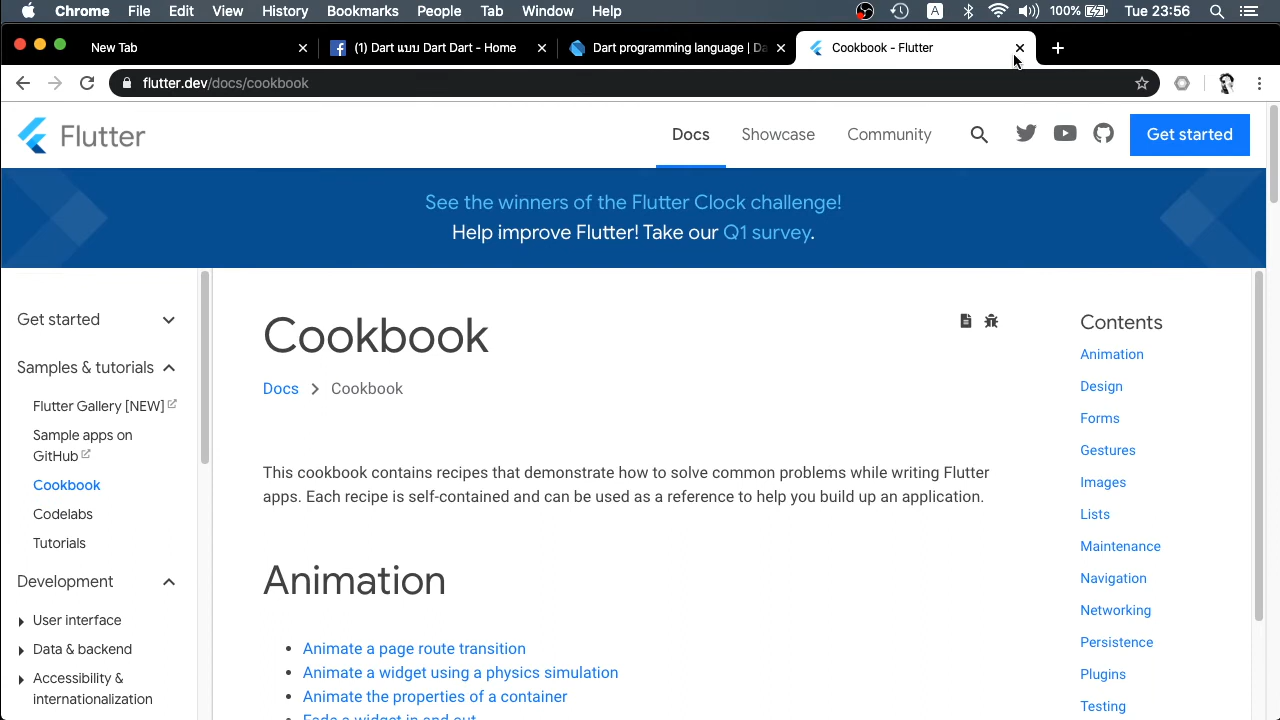 Chrome File Edit View History Bookmarks People Tab Window Help A 100% Tue 23:56
New Tab (1) Dart แบบ Dart Dart - Home Dart programming language | Da Cookbook - Flutter
flutter.dev/docs/cookbook
Flutter Docs Showcase Community Get started
See the winners of the Flutter Clock challenge!
Help improve Flutter! Take our Q1 survey.
Get started
Samples & tutorials
Flutter Gallery [NEW]
Sample apps on
GitHub
Cookbook
Codelabs
Tutorials
Development
User interface
Data & backend
Accessibility &
internationalization
Cookbook
Docs > Cookbook
This cookbook contains recipes that demonstrate how to solve common problems while writing Flutter
apps. Each recipe is self-contained and can be used as a reference to help you build up an application.
Animation
Animate a page route transition
Animate a widget using a physics simulation
Animate the properties of a container
Fade a widget in and out
Contents
Animation
Design
Forms
Gestures
Images
Lists
Maintenance
Navigation
Networking
Persistence
Plugins
Testing